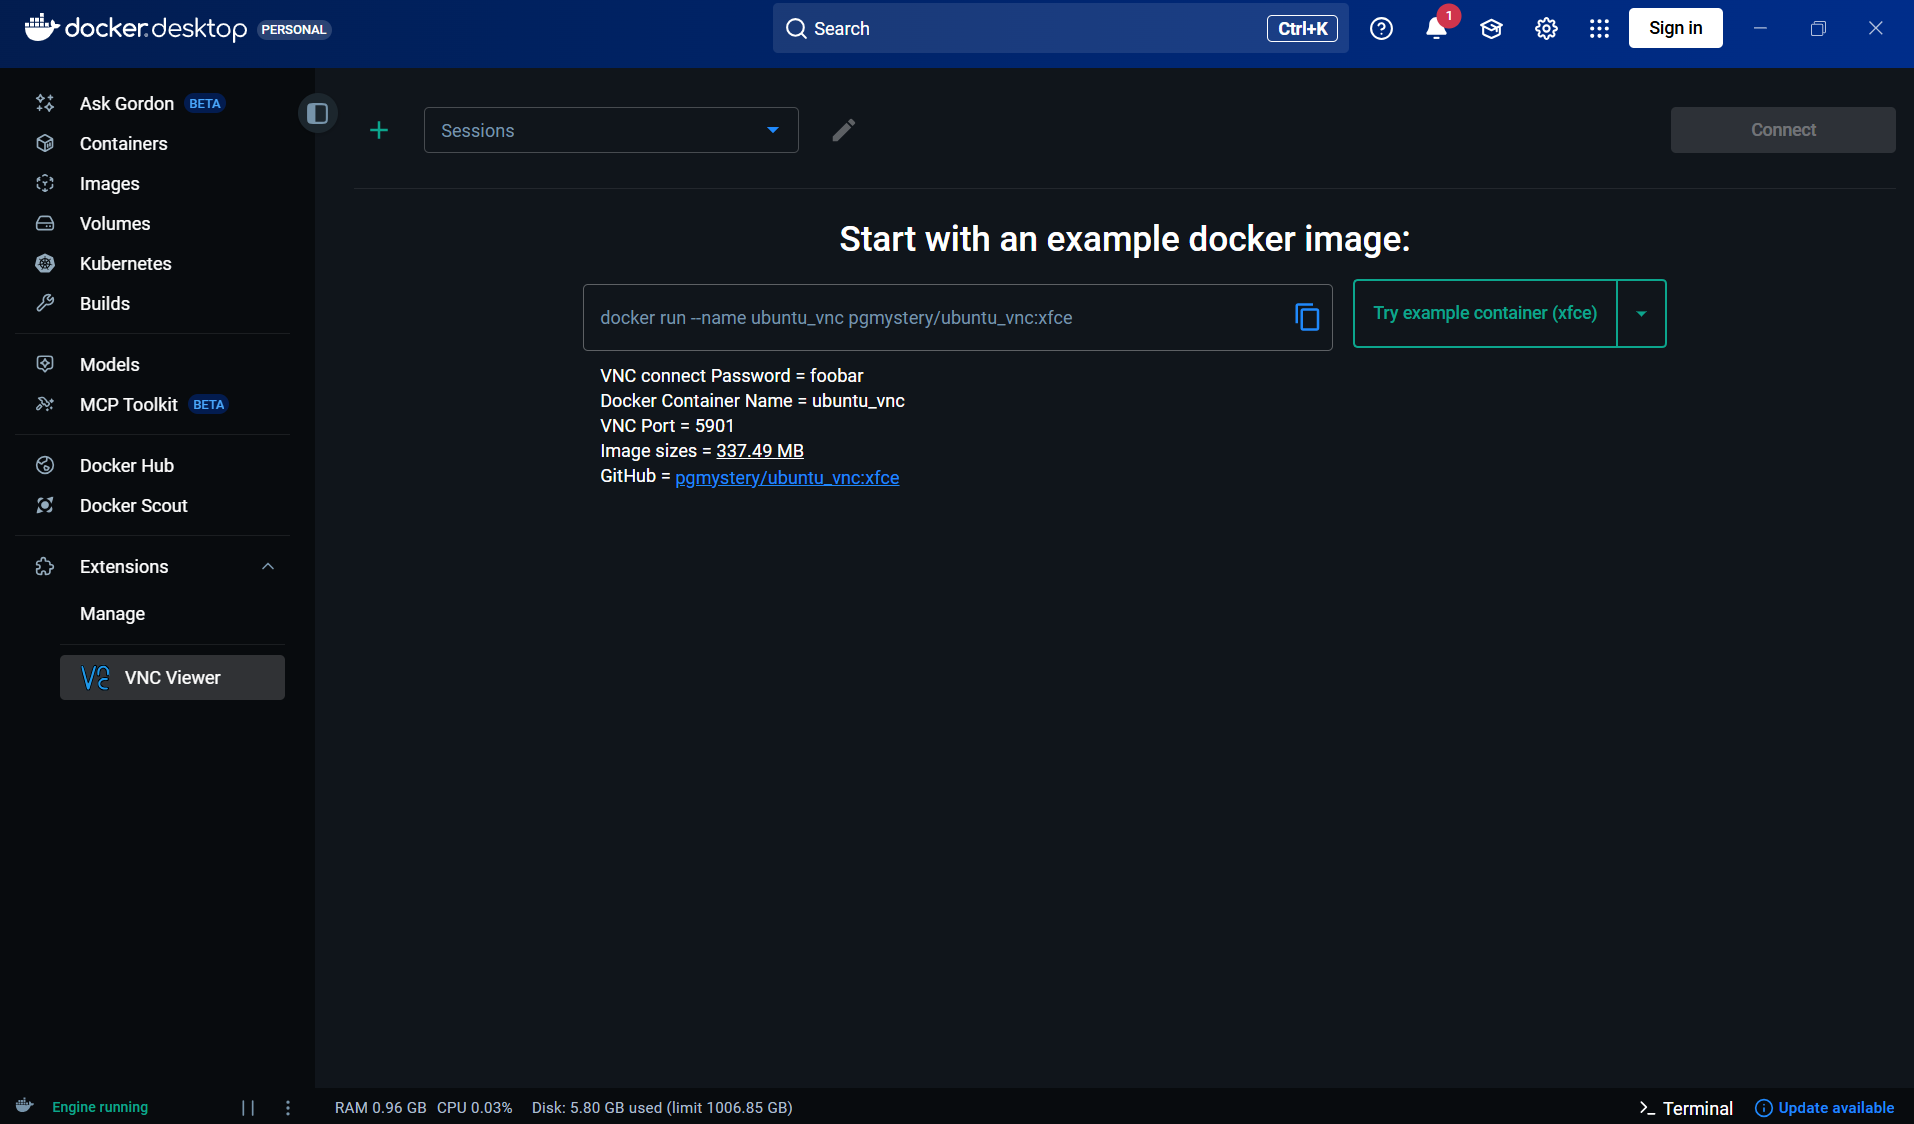 docker.desktop PERSONAL
Search Ctrl+K
1
Sign in
Ask Gordon BETA
Containers
Images
Volumes
Kubernetes
Builds
Models
MCP Toolkit BETA
Docker Hub
Docker Scout
Extensions
Manage
VNC Viewer
Sessions
Connect
Start with an example docker image:
docker run --name ubuntu_vnc pgmystery/ubuntu_vnc:xfce
Try example container (xfce)
VNC connect Password = foobar
Docker Container Name = ubuntu_vnc
VNC Port = 5901
Image sizes = 337.49 MB
GitHub = pgmystery/ubuntu_vnc:xfce
Engine running
RAM 0.96 GB CPU 0.03% Disk: 5.80 GB used (limit 1006.85 GB)
Terminal
Update available